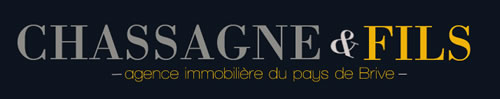 CHASSAGNE & FILS
– agence immobilière du pays de Brive –